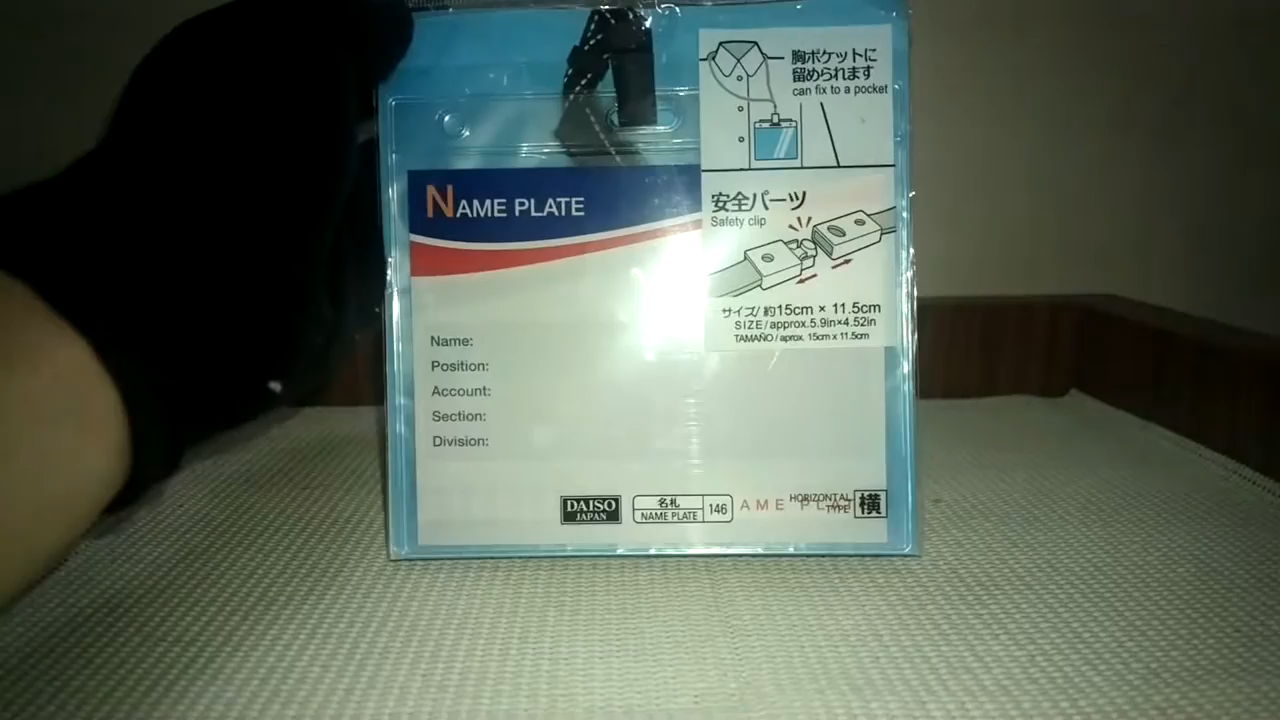 胸ポケットに
留められます
can fix to a pocket
NAME PLATE
安全パーツ
Safety clip
サイズ/約15cm × 11.5cm
SIZE/approx.5.9in×4.52in
TAMAÑO/aprox. 15cm x 11.5cm
Name:
Position:
Account:
Section:
Division:
DAISO
JAPAN
名札
NAME PLATE
146
HORIZONTAL
TYPE
横